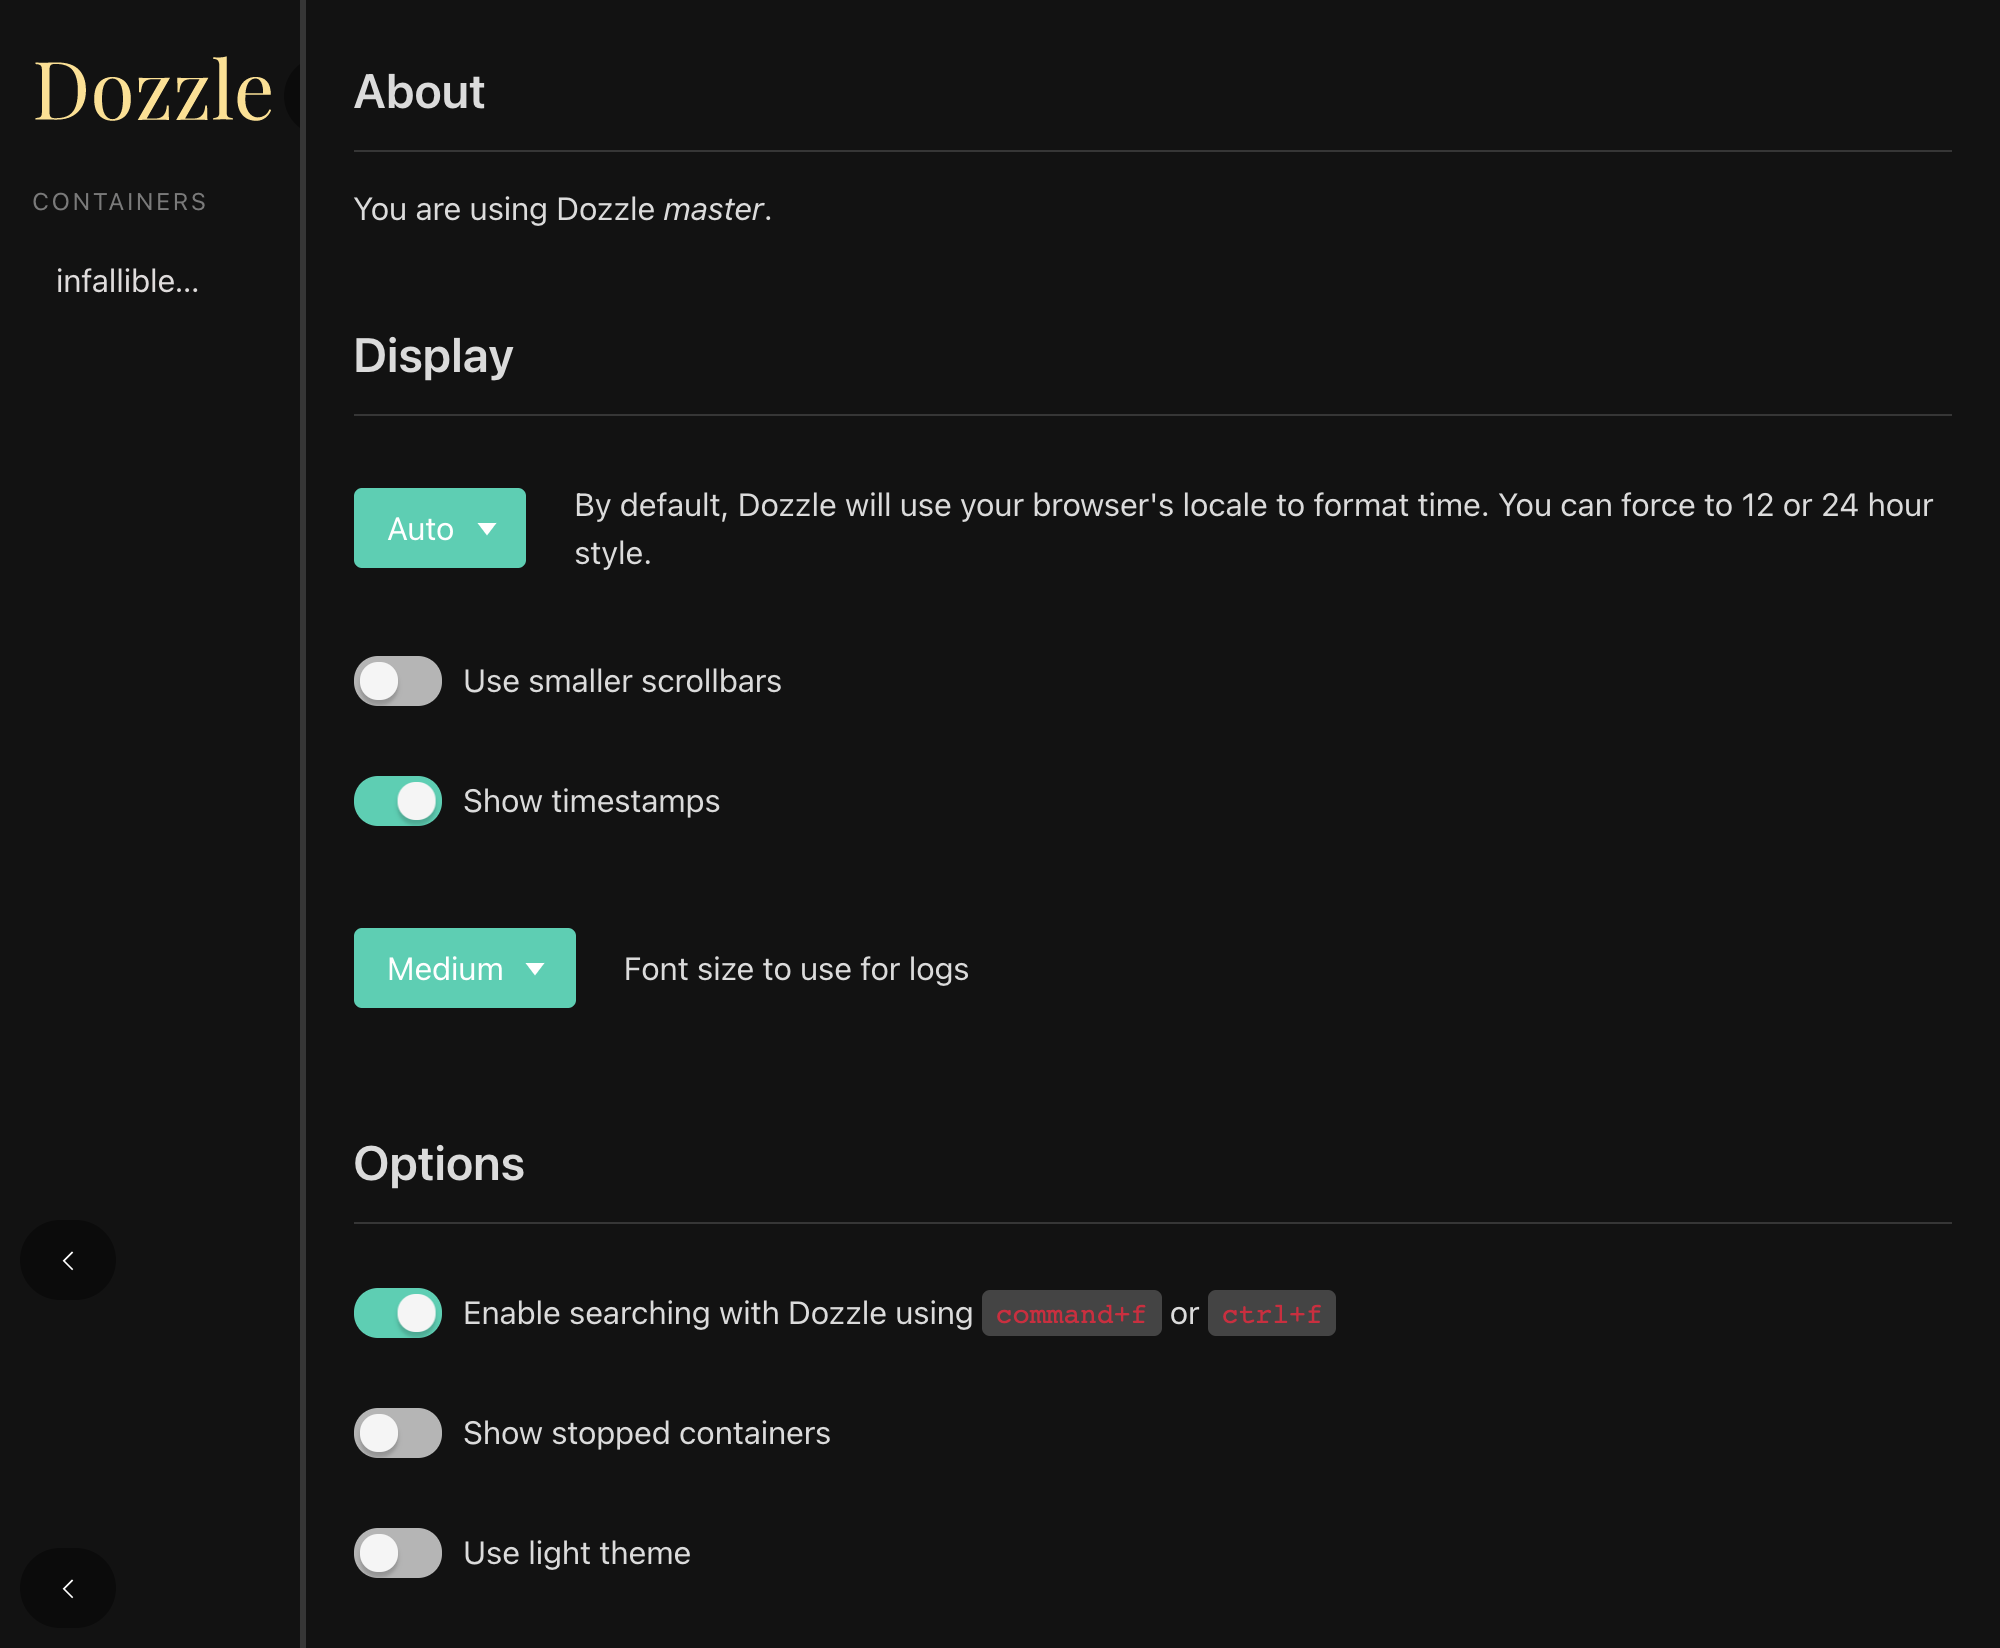 Dozzle
CONTAINERS
infallible...
About
You are using Dozzle master.
Display
Auto
By default, Dozzle will use your browser's locale to format time. You can force to 12 or 24 hour
style.
Use smaller scrollbars
Show timestamps
Medium
Font size to use for logs
Options
Enable searching with Dozzle using command+f or ctrl+f
Show stopped containers
Use light theme